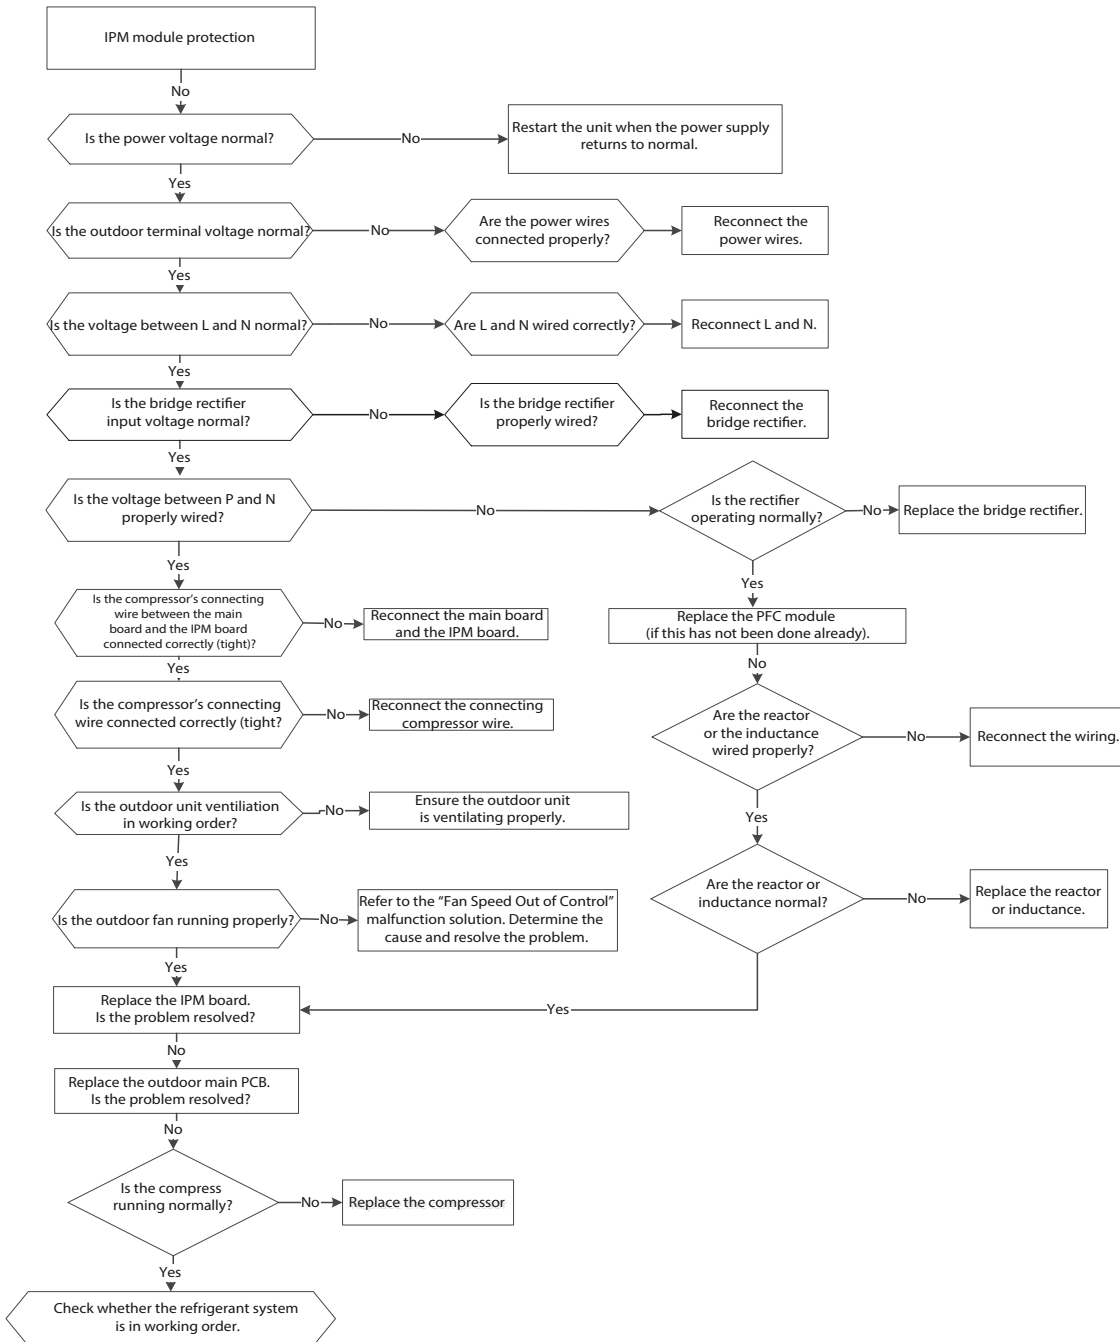 IPM module protection
No
Is the power voltage normal?
No
Restart the unit when the power supply
returns to normal.
Yes
Is the outdoor terminal voltage normal?
No
Are the power wires
connected properly?
Reconnect the
power wires.
Yes
Is the voltage between L and N normal?
No
Are L and N wired correctly?
Reconnect L and N.
Yes
Is the bridge rectifier
input voltage normal?
No
Is the bridge rectifier
properly wired?
Reconnect the
bridge rectifier.
Yes
Is the voltage between P and N
properly wired?
No
Is the rectifier
operating normally?
No
Replace the bridge rectifier.
Yes
Yes
Is the compressor's connecting
wire between the main
board and the IPM board
connected correctly (tight)?
No
Reconnect the main board
and the IPM board.
Replace the PFC module
(if this has not been done already).
Yes
No
Is the compressor's connecting
wire connected correctly (tight?
No
Reconnect the connecting
compressor wire.
Are the reactor
or the inductance
wired properly?
No
Reconnect the wiring.
Yes
Is the outdoor unit ventiliation
in working order?
No
Ensure the outdoor unit
is ventilating properly.
Yes
Yes
Is the outdoor fan running properly?
No
Refer to the “Fan Speed Out of Control”
malfunction solution. Determine the
cause and resolve the problem.
Are the reactor or
inductance normal?
No
Replace the reactor
or inductance.
Yes
Replace the IPM board.
Is the problem resolved?
Yes
No
Replace the outdoor main PCB.
Is the problem resolved?
No
Is the compress
running normally?
No
Replace the compressor
Yes
Check whether the refrigerant system
is in working order.